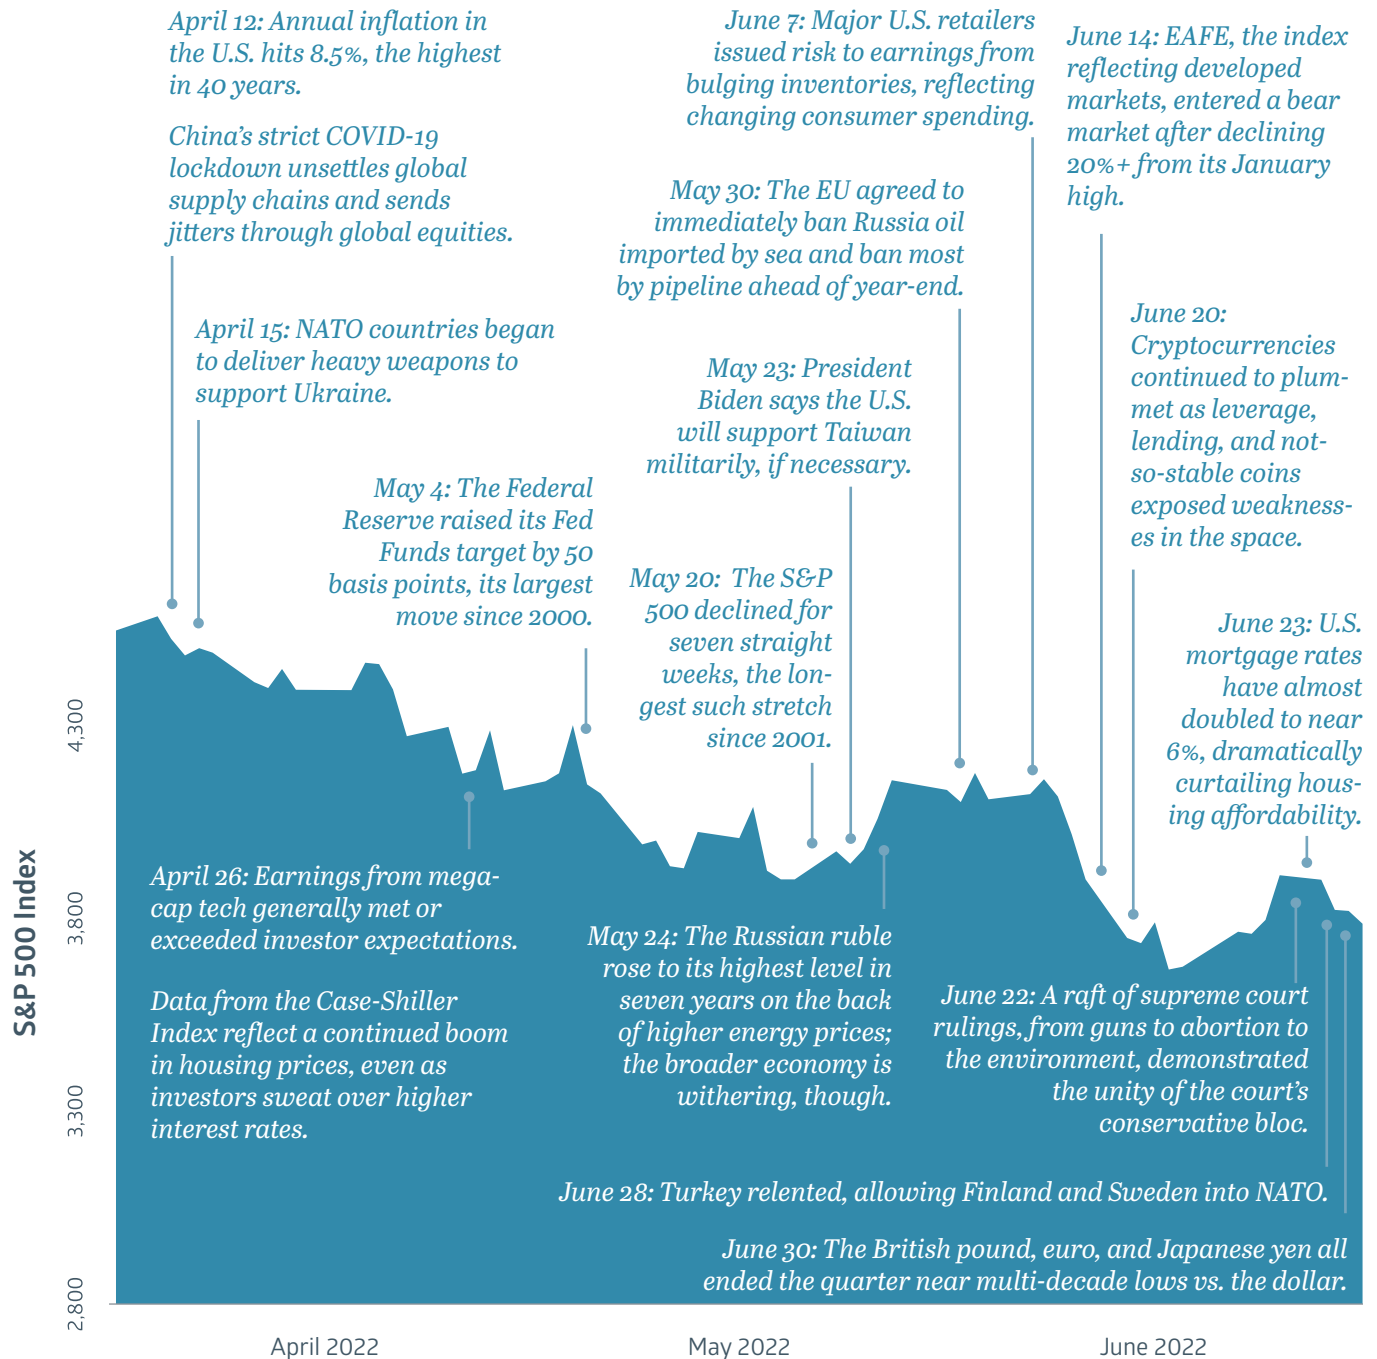 April 12: Annual inflation in
the U.S. hits 8.5%, the highest
in 40 years.
China’s strict COVID-19
lockdown unsettles global
supply chains and sends
jitters through global equities.
April 15: NATO countries began
to deliver heavy weapons to
support Ukraine.
May 4: The Federal
Reserve raised its Fed
Funds target by 50
basis points, its largest
move since 2000.
June 7: Major U.S. retailers
issued risk to earnings from
bulging inventories, reflecting
changing consumer spending.
May 30: The EU agreed to
immediately ban Russia oil
imported by sea and ban most
by pipeline ahead of year-end.
May 23: President
Biden says the U.S.
will support Taiwan
militarily, if necessary.
May 20: The S&P
500 declined for
seven straight
weeks, the lon-
gest such stretch
since 2001.
June 14: EAFE, the index
reflecting developed
markets, entered a bear
market after declining
20%+ from its January
high.
June 20:
Cryptocurrencies
continued to plum-
met as leverage,
lending, and not-
so-stable coins
exposed weakness-
es in the space.
June 23: U.S.
mortgage rates
have almost
doubled to near
6%, dramatically
curtailing hous-
ing affordability.
April 26: Earnings from mega-
cap tech generally met or
exceeded investor expectations.
Data from the Case-Shiller
Index reflect a continued boom
in housing prices, even as
investors sweat over higher
interest rates.
May 24: The Russian ruble
rose to its highest level in
seven years on the back
of higher energy prices;
the broader economy is
withering, though.
June 22: A raft of supreme court
rulings, from guns to abortion to
the environment, demonstrated
the unity of the court’s
conservative bloc.
June 28: Turkey relented, allowing Finland and Sweden into NATO.
June 30: The British pound, euro, and Japanese yen all
ended the quarter near multi-decade lows vs. the dollar.
S&P 500 Index
4,300
3,800
3,300
2,800
April 2022
May 2022
June 2022